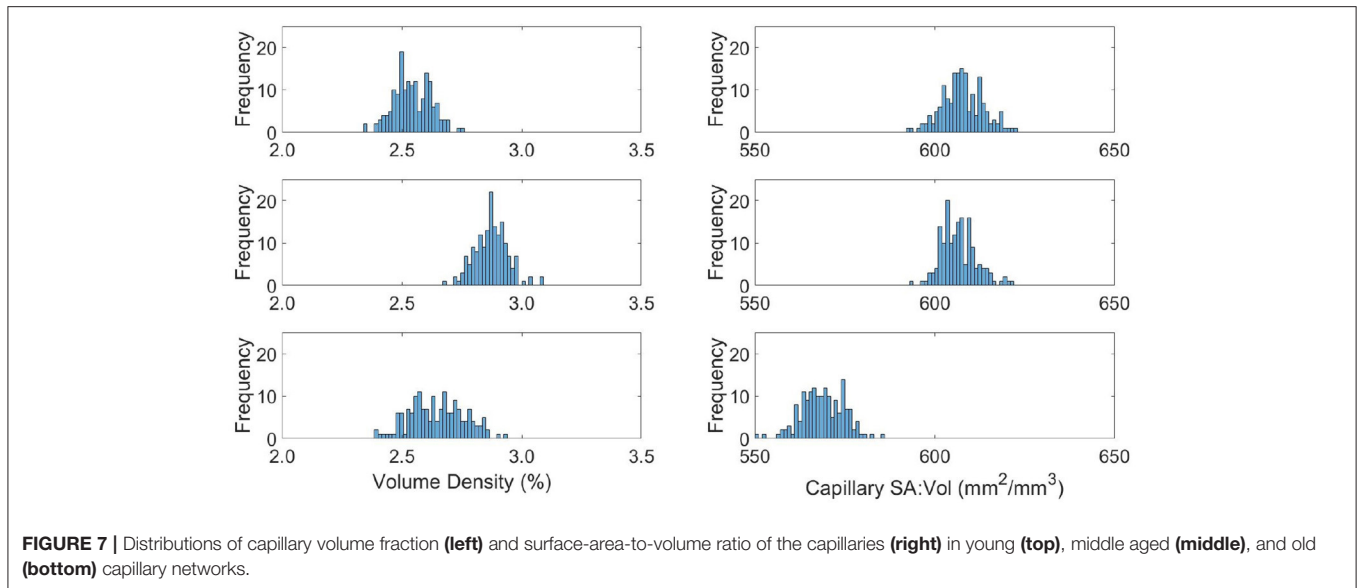 Frequency
20
10
0
2.0 2.5 3.0 3.5
Frequency
20
10
0
550 600 650
Frequency
20
10
0
2.0 2.5 3.0 3.5
Frequency
20
10
0
550 600 650
Frequency
20
10
0
2.0 2.5 3.0 3.5
Volume Density (%)
Frequency
20
10
0
550 600 650
Capillary SA:Vol (mm²/mm³)
FIGURE 7 | Distributions of capillary volume fraction (left) and surface-area-to-volume ratio of the capillaries (right) in young (top), middle aged (middle), and old
(bottom) capillary networks.